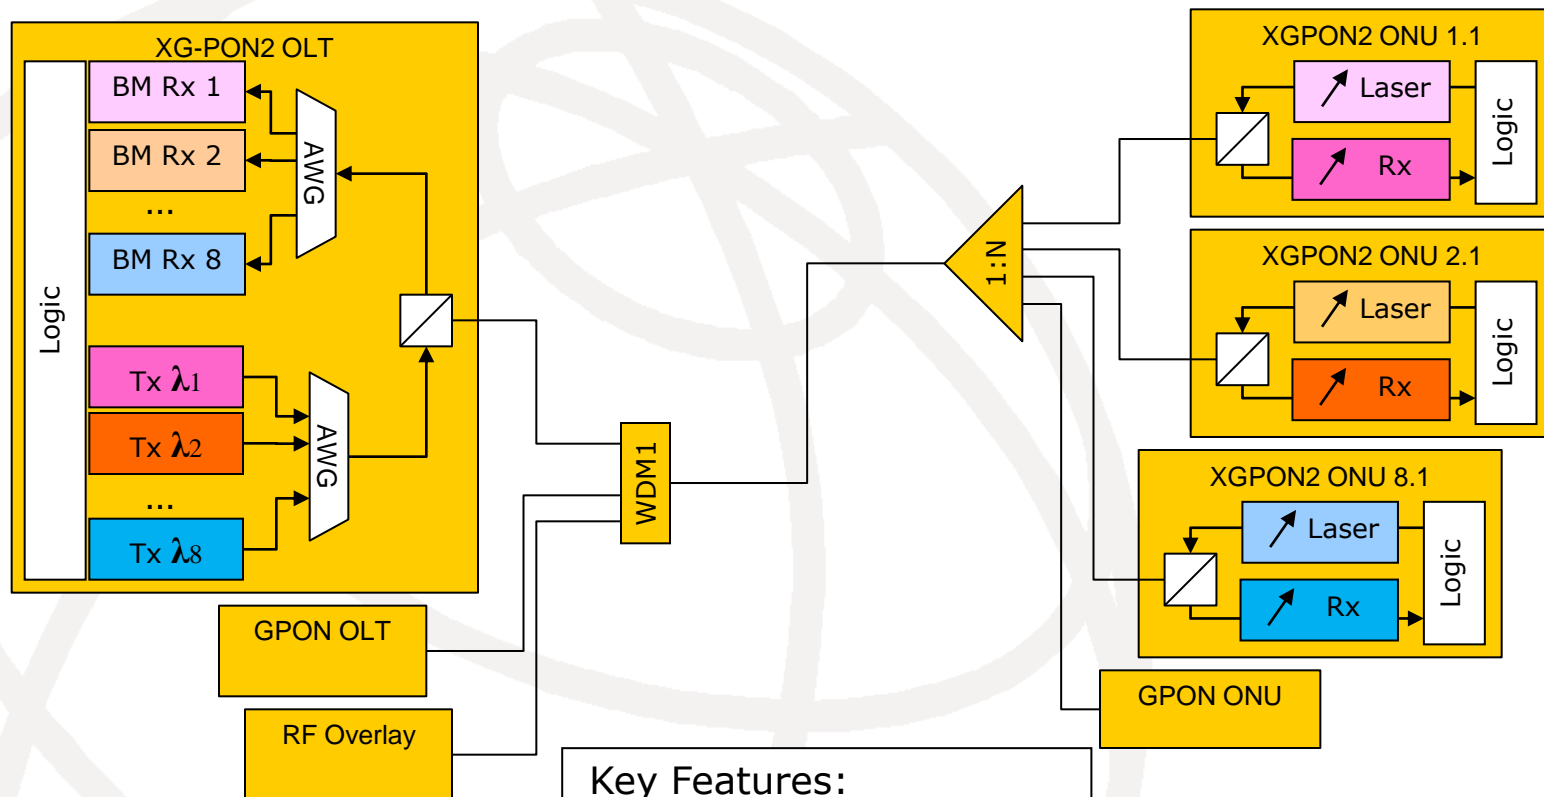 XG-PON2 OLT
Logic
BM Rx 1
BM Rx 2
...
BM Rx 8
AWG
Tx λ1
Tx λ2
...
Tx λ8
AWG
GPON OLT
RF Overlay
WDM1
1:N
XGPON2 ONU 1.1
Laser
Rx
Logic
XGPON2 ONU 2.1
Laser
Rx
Logic
XGPON2 ONU 8.1
Laser
Rx
Logic
GPON ONU
Key Features: